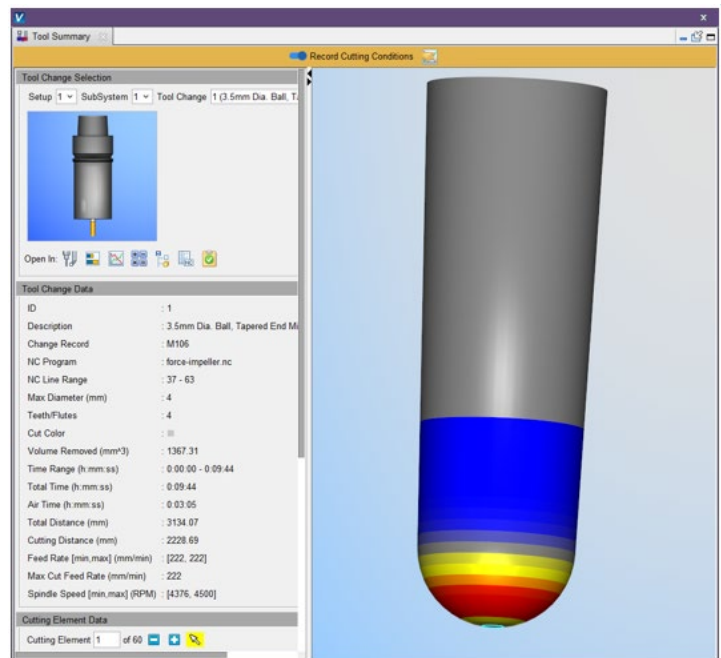 Tool Summary
Record Cutting Conditions
Tool Change Selection
Setup 1 SubSystem 1 Tool Change 1 (3.5mm Dia. Ball, T
Open In:
Tool Change Data
ID : 1
Description : 3.5mm Dia. Ball, Tapered End Mi
Change Record : M106
NC Program : force-impeller.nc
NC Line Range : 37 - 63
Max Diameter (mm) : 4
Teeth/Flutes : 4
Cut Color :
Volume Removed (mm^3) : 1367.31
Time Range (h:mm:ss) : 0:00:00 - 0:09:44
Total Time (h:mm:ss) : 0:09:44
Air Time (h:mm:ss) : 0:03:05
Total Distance (mm) : 3134.07
Cutting Distance (mm) : 2228.69
Feed Rate [min,max] (mm/min) : [222, 222]
Max Cut Feed Rate (mm/min) : 222
Spindle Speed [min,max] (RPM) : [4376, 4500]
Cutting Element Data
Cutting Element 1 of 60